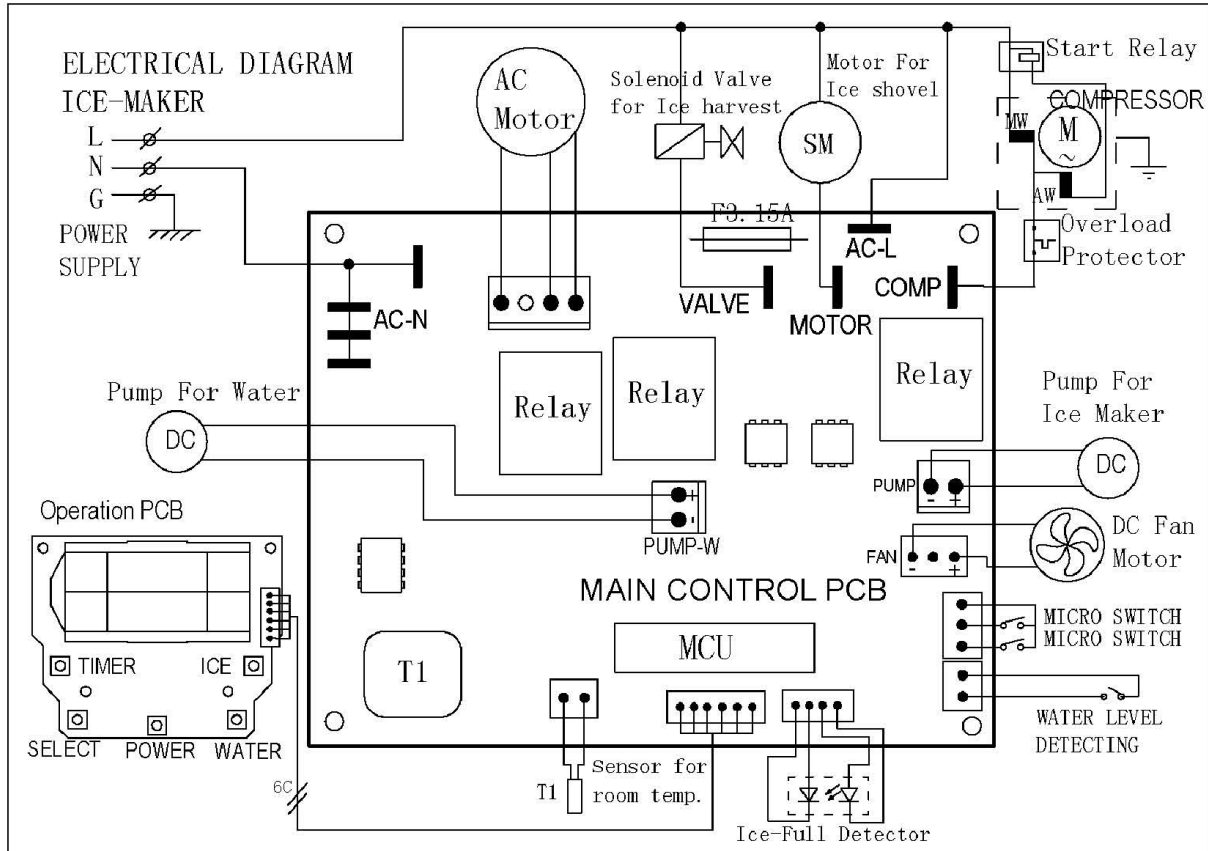 ELECTRICAL DIAGRAM
ICE-MAKER
L
N
G
POWER
SUPPLY
AC
Motor
Solenoid Valve
for Ice harvest
Motor For
Ice shovel
SM
Start Relay
COMPRESSOR
MW
M
~
AW
Overload
Protector
F3.15A
AC-L
VALVE
MOTOR
COMP
AC-N
Relay
Relay
Relay
Pump For Water
DC
Pump For
Ice Maker
DC
PUMP
- +
+
-
PUMP-W
FAN
- +
DC Fan
Motor
Operation PCB
MAIN CONTROL PCB
MICRO SWITCH
MICRO SWITCH
MCU
T1
TIMER
ICE
SELECT
POWER
WATER
WATER LEVEL
DETECTING
6C
T1
Sensor for
room temp.
Ice-Full Detector